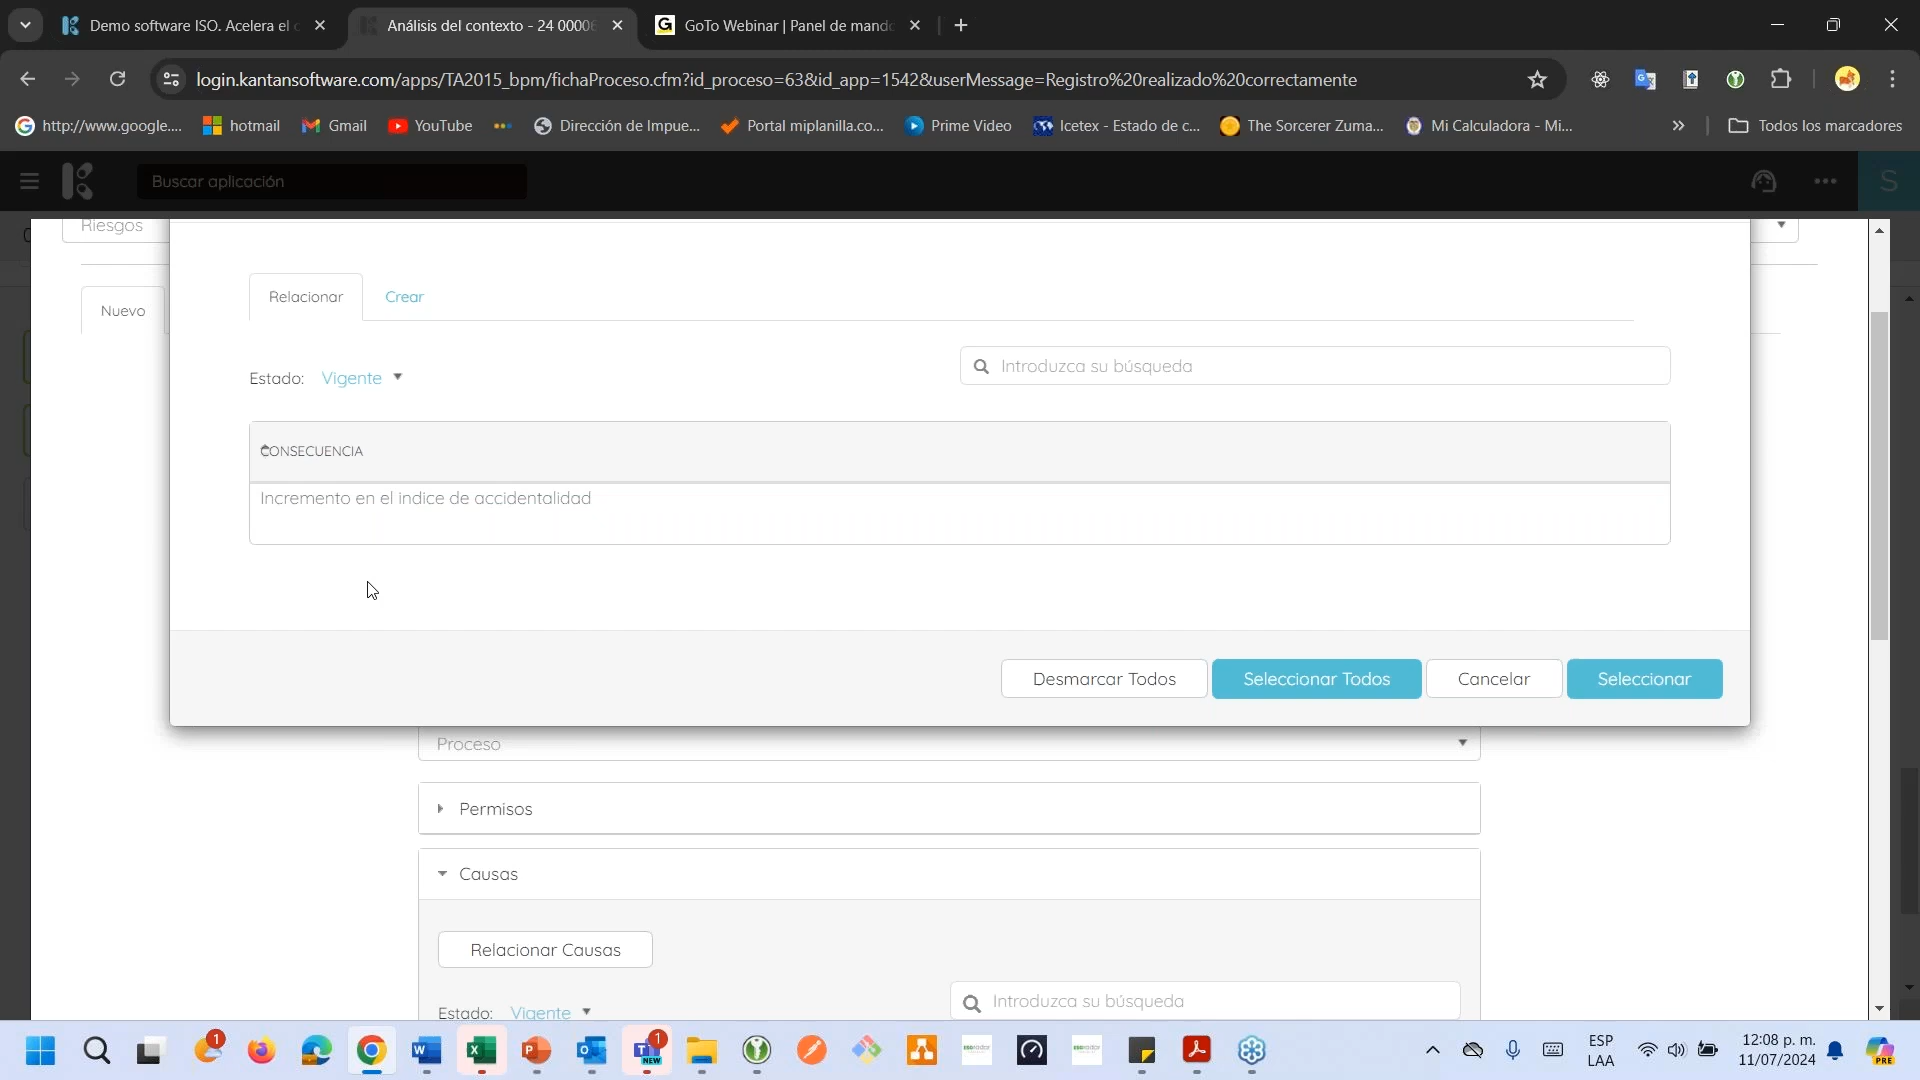 Demo software ISO. Acelera el c
Análisis del contexto - 24 00006
GoTo Webinar | Panel de mando
login.kantansoftware.com/apps/TA2015_bpm/fichaProceso.cfm?id_proceso=63&id_app=1542&userMessage=Registro%20realizado%20correctamente
http://www.google....
hotmail
Gmail
YouTube
Dirección de Impue...
Portal miplanilla.co...
Prime Video
Icetex - Estado de c...
The Sorcerer Zuma...
Mi Calculadora - Mi...
»
Todos los marcadores
Buscar aplicación
S
Riesgos
Nuevo
Relacionar
Crear
Estado: Vigente
Introduzca su búsqueda
CONSECUENCIA
Incremento en el indice de accidentalidad
Desmarcar Todos
Seleccionar Todos
Cancelar
Seleccionar
Proceso
Permisos
Causas
Relacionar Causas
Estado: Vigente
Introduzca su búsqueda
1
1
NEW
ESP
LAA
12:08 p. m.
11/07/2024
PRE